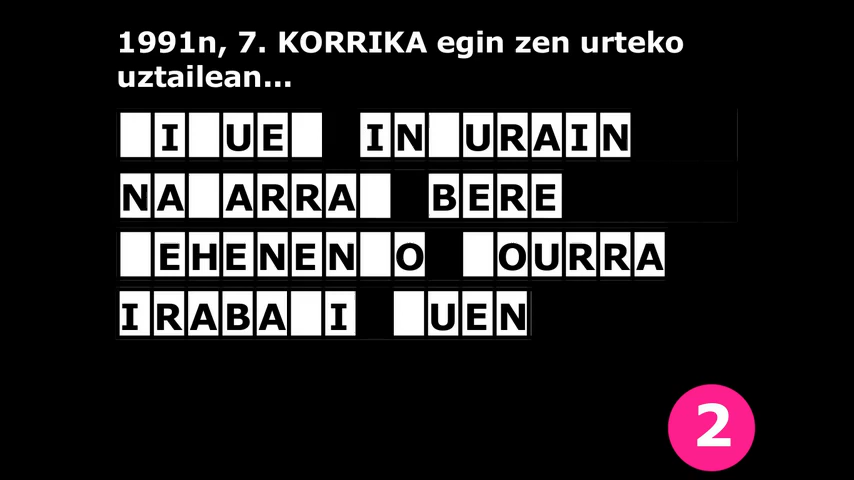 1991n, 7. KORRIKA egin zen urteko
uztailean...
_I_UE_ IN_URAIN
NA_ARRA_ BERE
_EHENEN_O _OURRA
IRABA_I _UEN
2